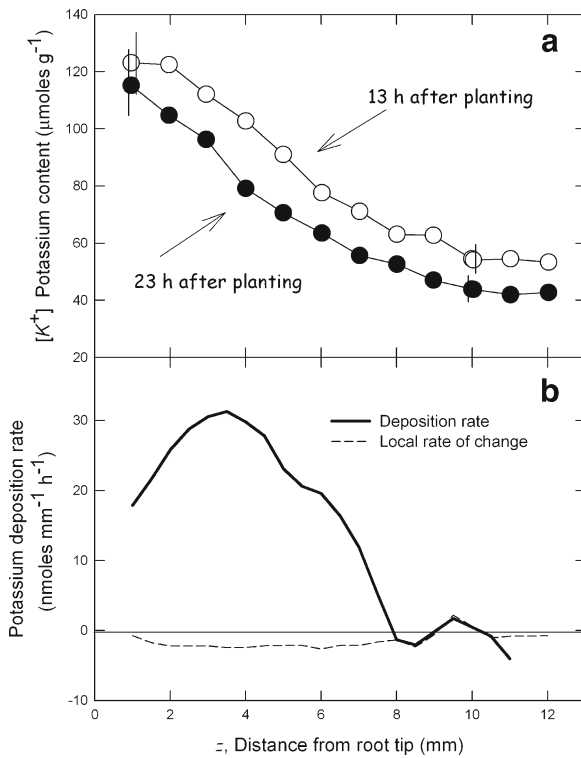 a
140
120
100
80
60
40
20
[K+] Potassium content (μmoles g-1)
13 h after planting
23 h after planting
b
30
20
10
0
-10
Potassium deposition rate
(nmoles mm-1 h-1)
Deposition rate
Local rate of change
0 2 4 6 8 10 12
z, Distance from root tip (mm)